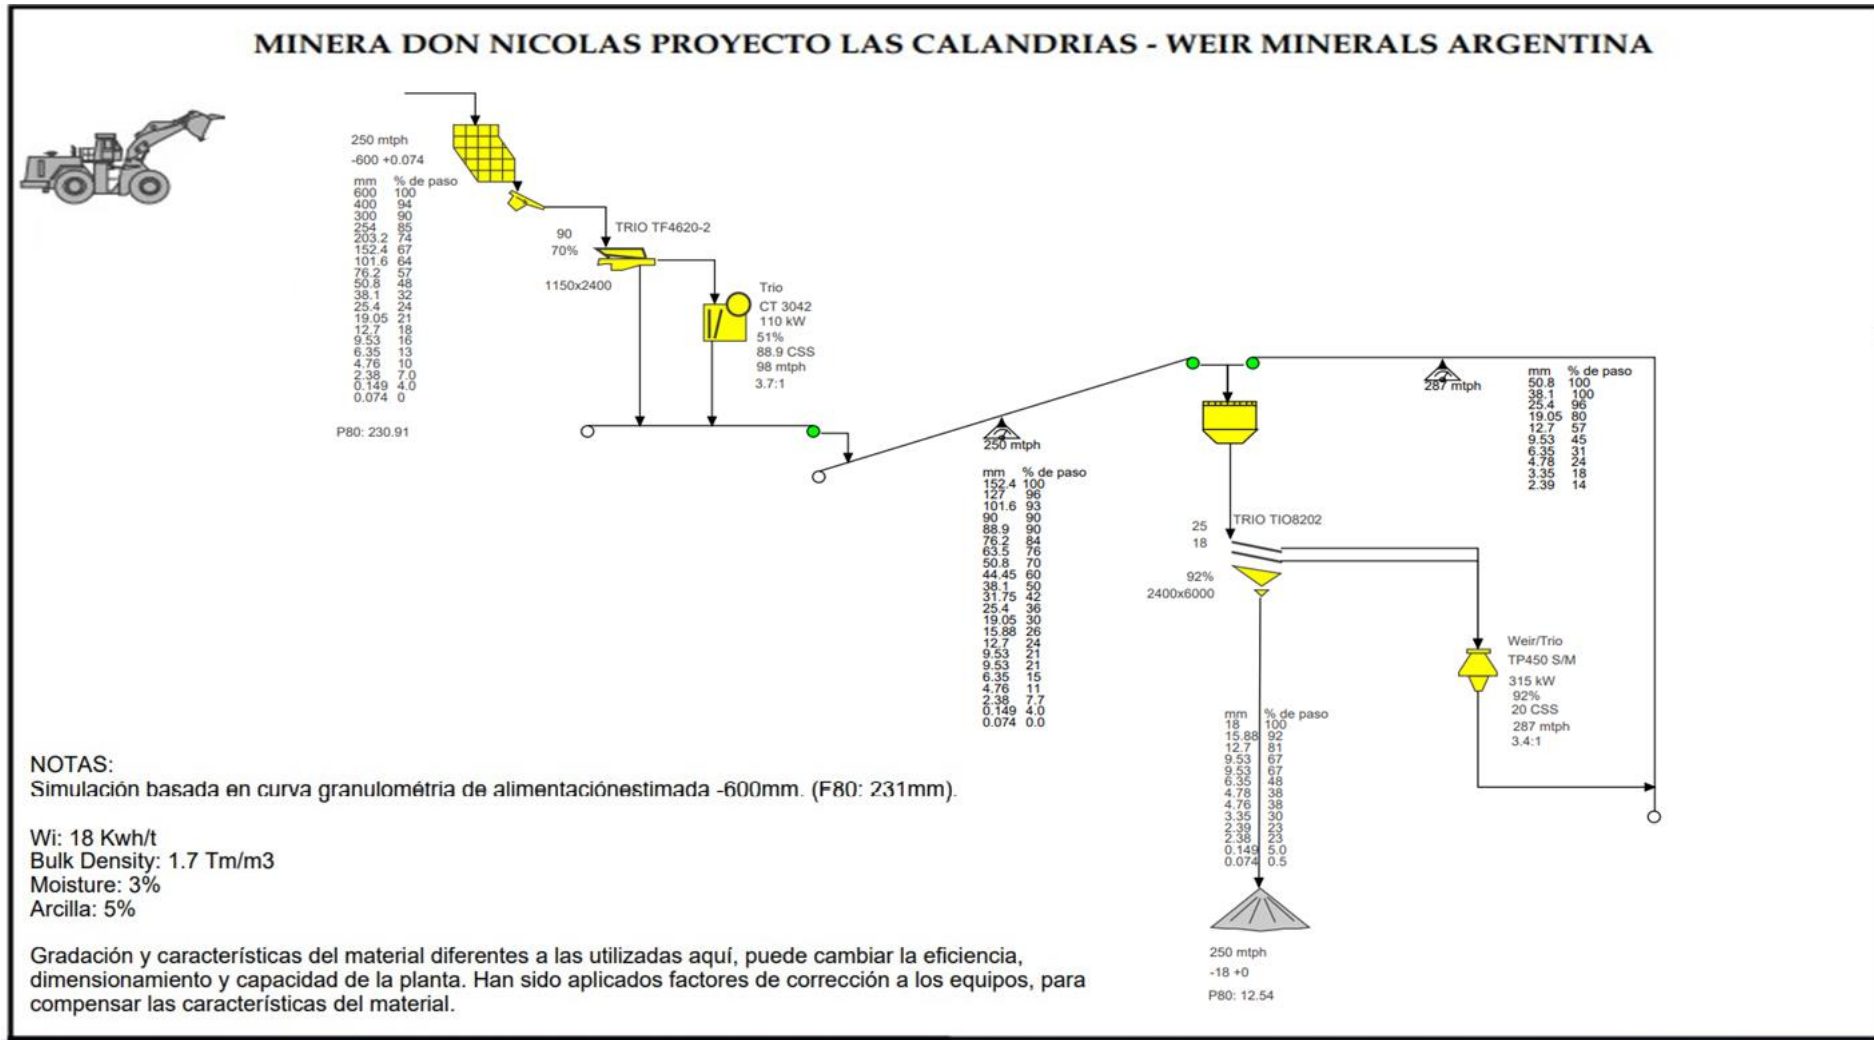 MINERA DON NICOLAS PROYECTO LAS CALANDRIAS - WEIR MINERALS ARGENTINA
250 mtph
-600 +0.074
mm % de paso
600 100
400 94
300 90
254 85
203.2 74
152.4 67
101.6 64
76.2 57
50.8 48
38.1 32
25.4 24
19.05 21
12.7 18
9.53 16
6.35 13
4.76 10
2.38 7.0
0.149 4.0
0.074 0
P80: 230.91
90
70%
TRIO TF4620-2
1150x2400
Trio
CT 3042
110 kW
51%
88.9 CSS
98 mtph
3.7:1
250 mtph
mm % de paso
152.4 100
127 96
101.6 93
90 90
88.9 90
76.2 84
63.5 76
50.8 70
44.45 60
38.1 50
31.75 42
25.4 36
19.05 30
15.88 26
12.7 24
9.53 21
9.53 21
6.35 15
4.76 11
2.38 7.7
0.149 4.0
0.074 0.0
287 mtph
mm % de paso
50.8 100
38.1 100
25.4 96
19.05 80
12.7 57
9.53 45
6.35 31
4.78 24
3.35 18
2.39 14
25
18
TRIO TIO8202
92%
2400x6000
Weir/Trio
TP450 S/M
315 kW
92%
20 CSS
287 mtph
3.4:1
mm % de paso
18 100
15.88 92
12.7 81
9.53 67
9.53 67
6.35 48
4.78 38
4.76 38
3.35 30
2.39 23
2.38 23
0.149 5.0
0.074 0.5
250 mtph
-18 +0
P80: 12.54
NOTAS:
Simulación basada en curva granulométria de alimentaciónestimada -600mm. (F80: 231mm).
Wi: 18 Kwh/t
Bulk Density: 1.7 Tm/m3
Moisture: 3%
Arcilla: 5%
Gradación y características del material diferentes a las utilizadas aquí, puede cambiar la eficiencia,
dimensionamiento y capacidad de la planta. Han sido aplicados factores de corrección a los equipos, para
compensar las características del material.